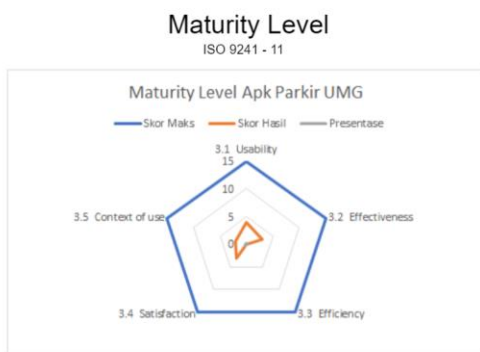 Maturity Level
ISO 9241 - 11
Maturity Level Apk Parkir UMG
Skor Maks Skor Hasil Presentase
3.1 Usability
15
10
5
0
3.5 Context of use
3.2 Effectiveness
3.4 Satisfaction
3.3 Efficiency